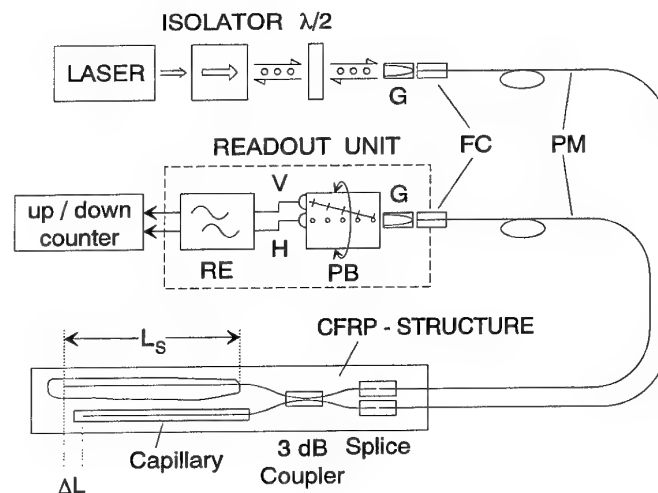 ISOLATOR λ/2
LASER
G
FC
PM
READOUT UNIT
V
G
up / down
counter
H
RE
PB
CFRP - STRUCTURE
L_S
Capillary
3 dB
Coupler
Splice
ΔL